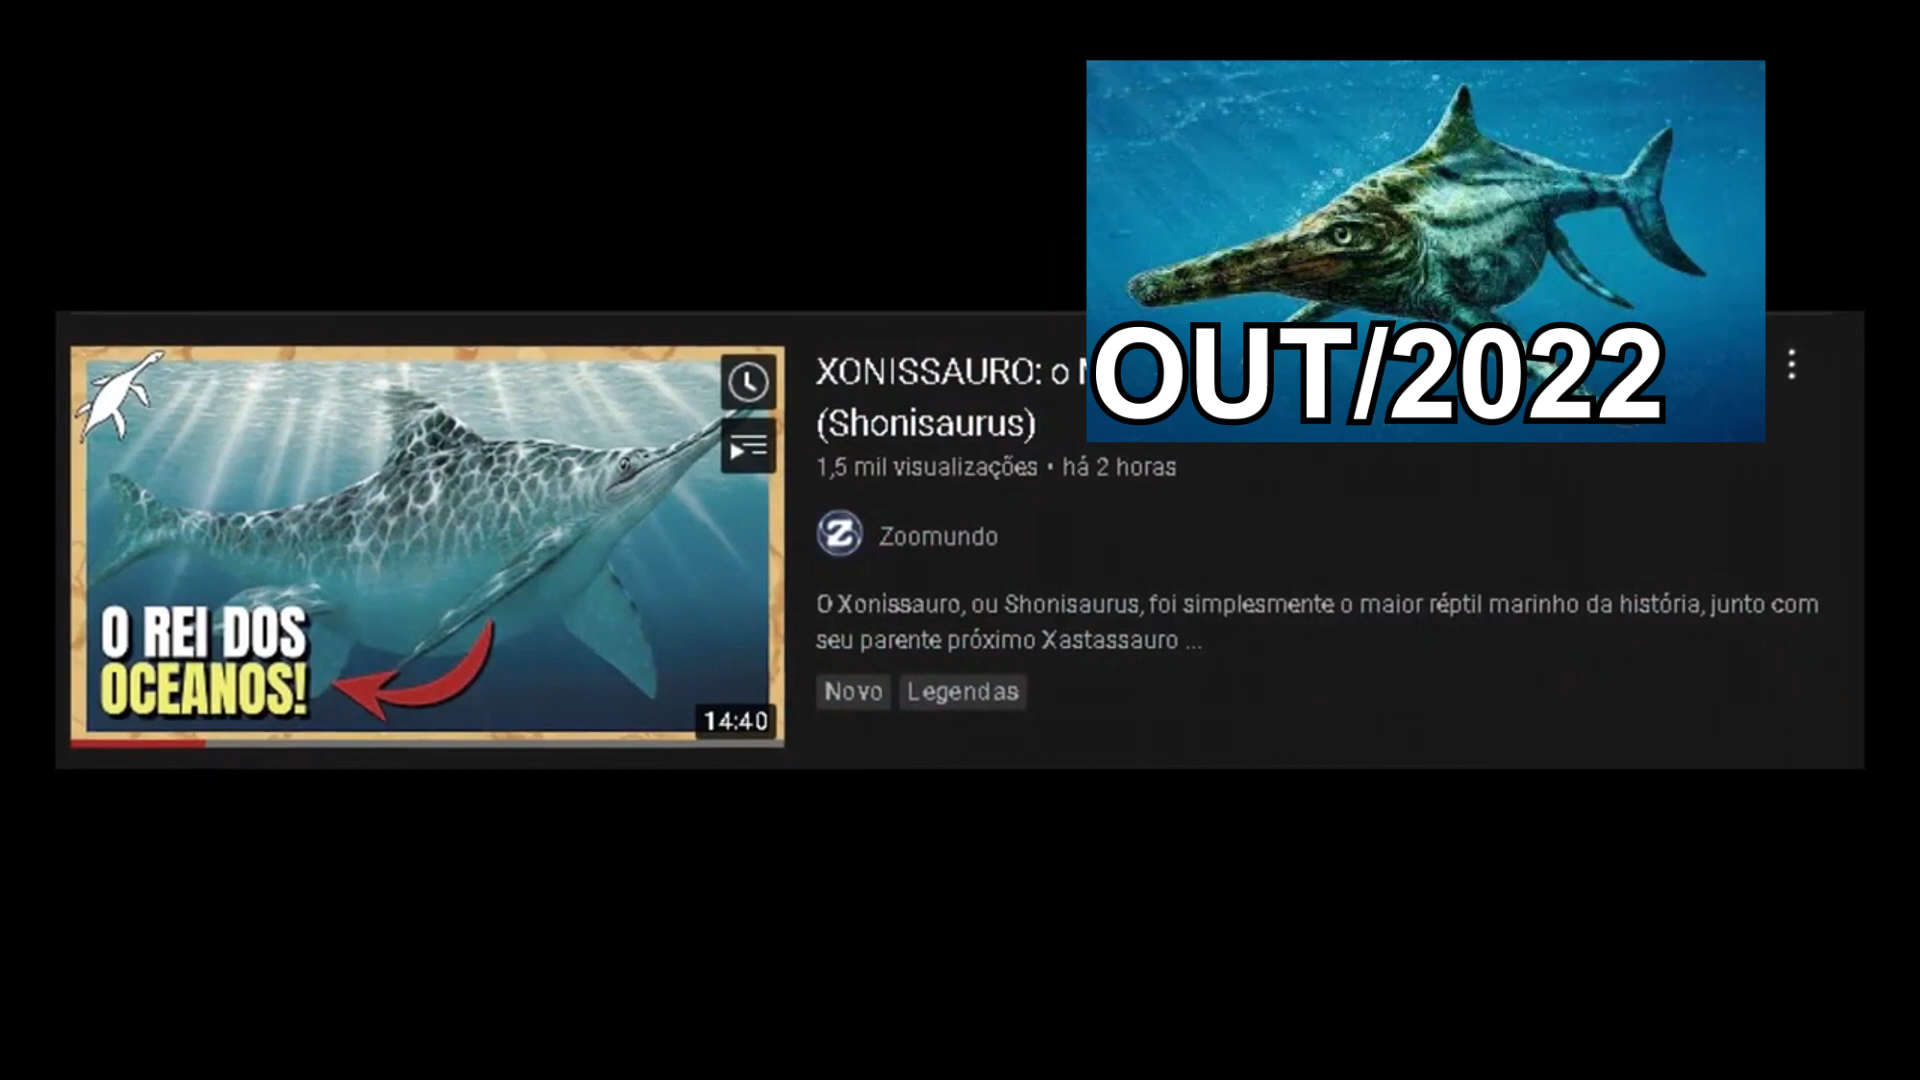 OUT/2022
XONISSAURO: o
(Shonisaurus)
1,5 mil visualizações • há 2 horas
Z Zoomundo
O Xonissauro, ou Shonisaurus, foi simplesmente o maior réptil marinho da história, junto com
seu parente próximo Xastassauro ...
Novo Legendas
O REI DOS
OCEANOS!
14:40